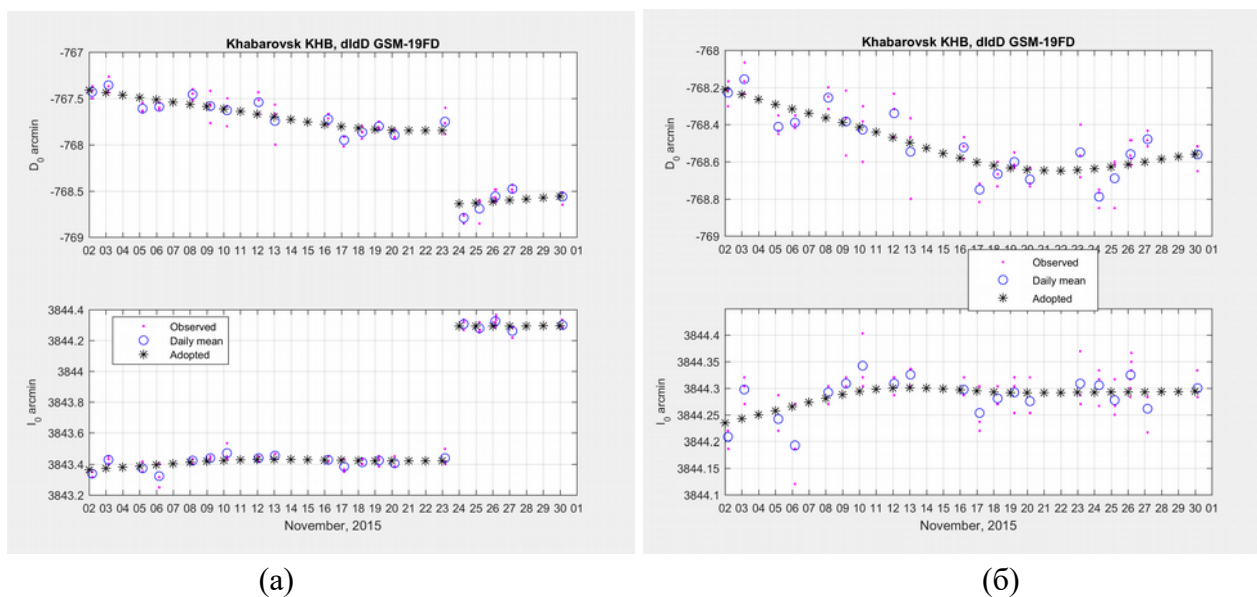 Khabarovsk KHB, dIdD GSM-19FD
-767
-767.5
-768
-768.5
-769
D₀ arcmin
02 03 04 05 06 07 08 09 10 11 12 13 14 15 16 17 18 19 20 21 22 23 24 25 26 27 28 29 30 01
3844.4
3844.2
3844
3843.8
3843.6
3843.4
3843.2
I₀ arcmin
Observed
Daily mean
Adopted
02 03 04 05 06 07 08 09 10 11 12 13 14 15 16 17 18 19 20 21 22 23 24 25 26 27 28 29 30 01
November, 2015
(а)
Khabarovsk KHB, dIdD GSM-19FD
-768
-768.2
-768.4
-768.6
-768.8
-769
D₀ arcmin
02 03 04 05 06 07 08 09 10 11 12 13 14 15 16 17 18 19 20 21 22 23 24 25 26 27 28 29 30 01
Observed
Daily mean
Adopted
3844.4
3844.35
3844.3
3844.25
3844.2
3844.15
3844.1
I₀ arcmin
02 03 04 05 06 07 08 09 10 11 12 13 14 15 16 17 18 19 20 21 22 23 24 25 26 27 28 29 30 01
November, 2015
(б)